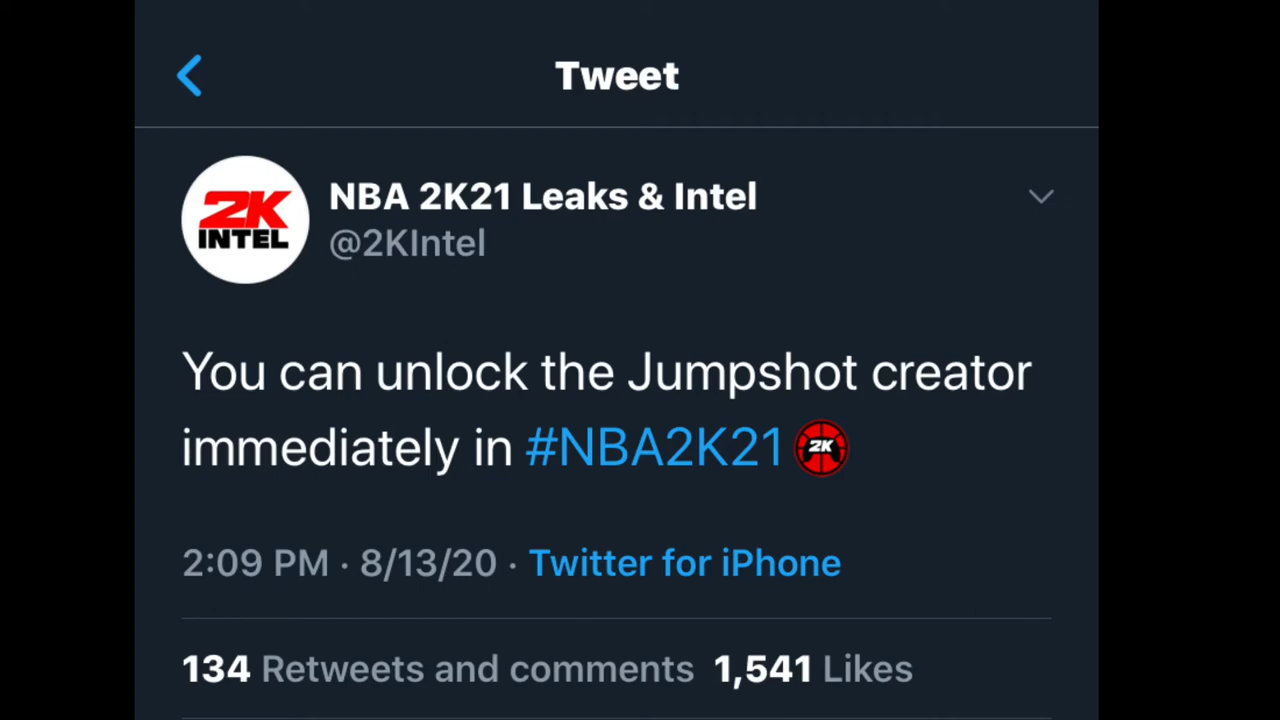 Tweet
2K
INTEL
NBA 2K21 Leaks & Intel
@2KIntel
You can unlock the Jumpshot creator
immediately in #NBA2K21 2K
2:09 PM · 8/13/20 · Twitter for iPhone
134 Retweets and comments 1,541 Likes